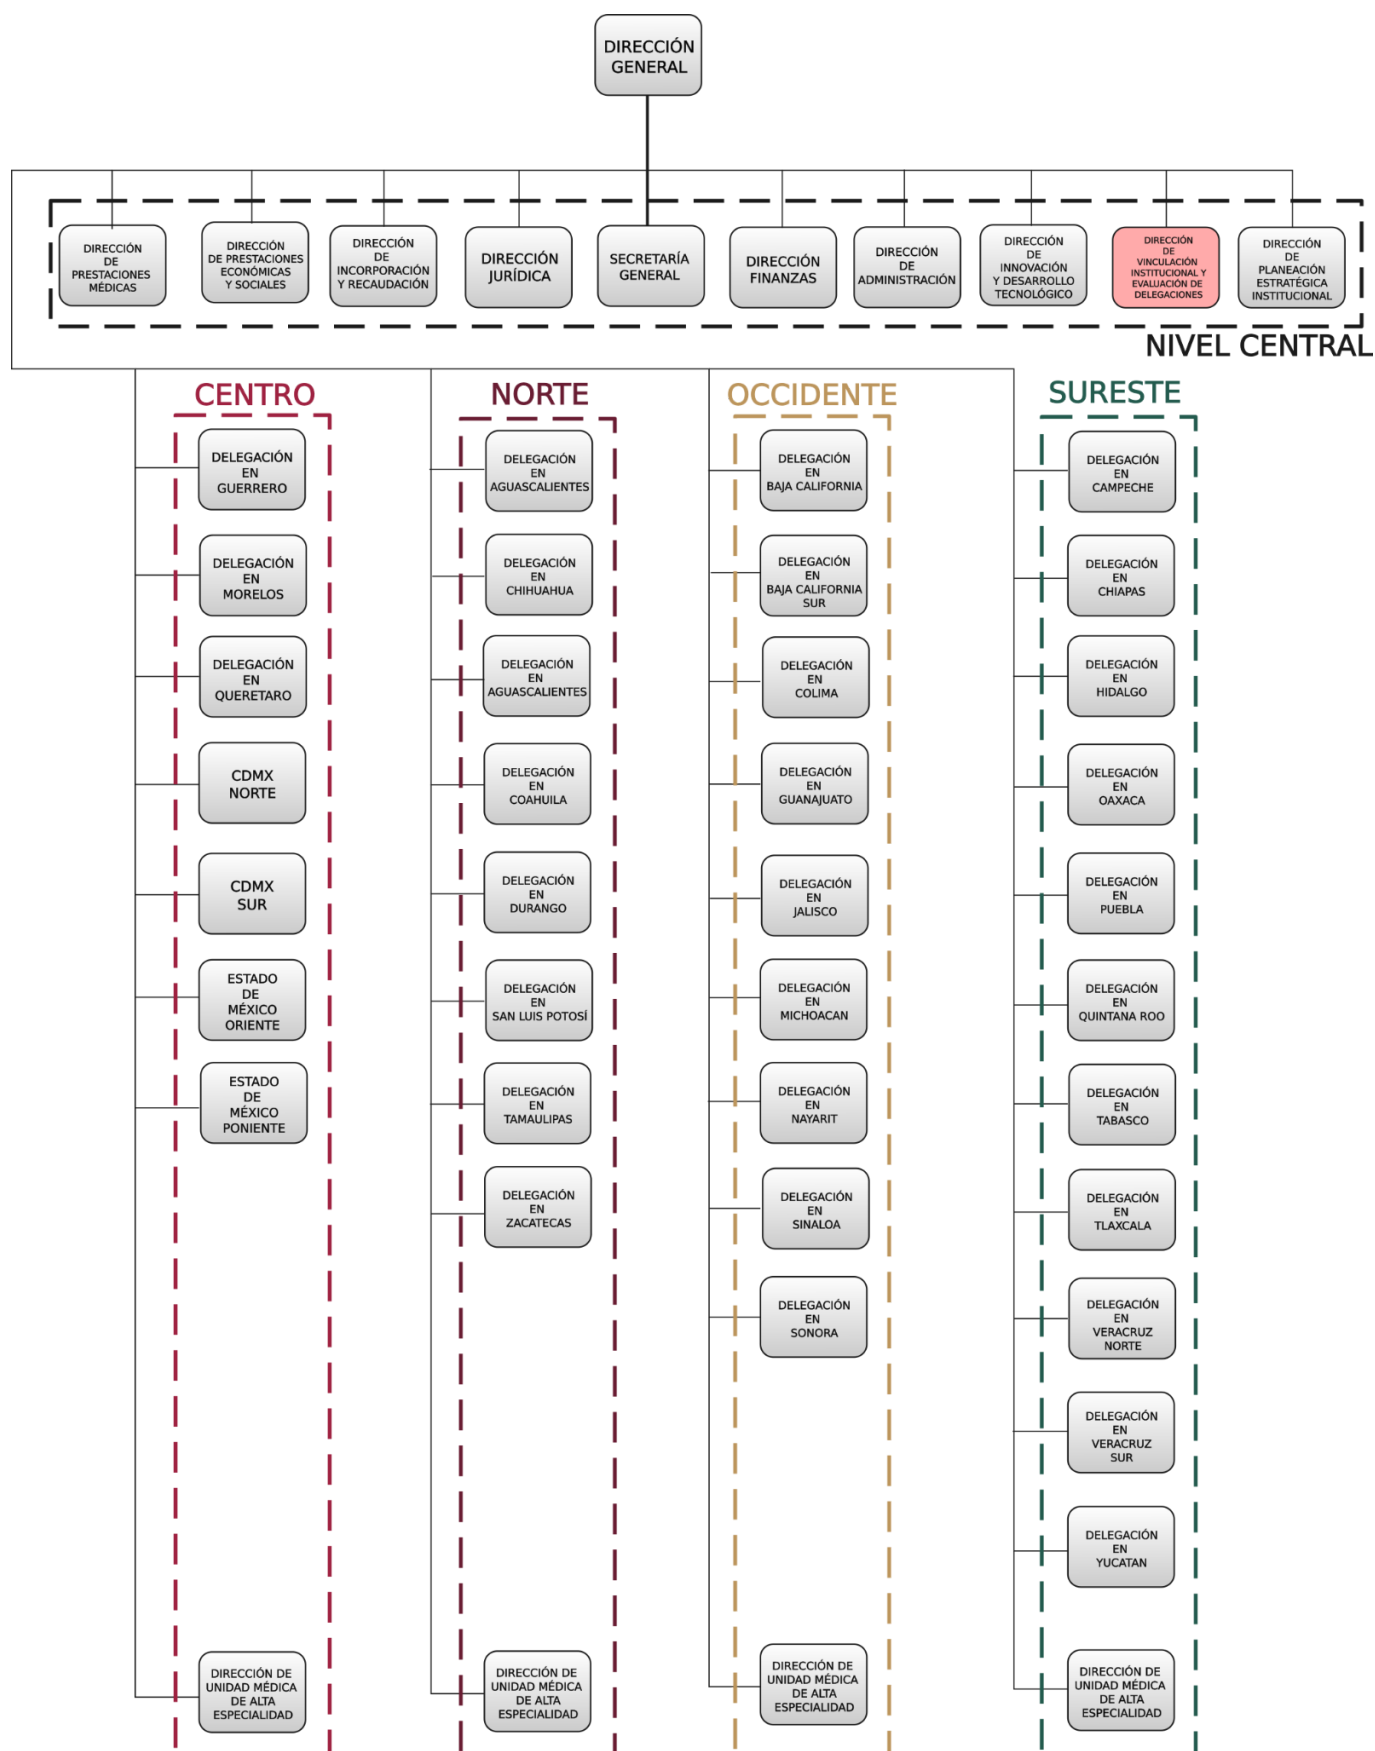 DIRECCIÓN
GENERAL
DIRECCIÓN
DE
PRESTACIONES
MÉDICAS
DIRECCIÓN
DE PRESTACIONES
ECONÓMICAS
Y SOCIALES
DIRECCIÓN
DE
INCORPORACIÓN
Y RECAUDACIÓN
DIRECCIÓN
JURÍDICA
SECRETARÍA
GENERAL
DIRECCIÓN
FINANZAS
DIRECCIÓN
DE
ADMINISTRACIÓN
DIRECCIÓN
DE
INNOVACIÓN
Y DESARROLLO
TECNOLÓGICO
DIRECCIÓN
DE
VINCULACIÓN
INSTITUCIONAL Y
EVALUACIÓN DE
DELEGACIONES
DIRECCIÓN
DE
PLANEACIÓN
ESTRATÉGICA
INSTITUCIONAL
NIVEL CENTRAL
CENTRO
DELEGACIÓN
EN
GUERRERO
DELEGACIÓN
EN
MORELOS
DELEGACIÓN
EN
QUERETARO
CDMX
NORTE
CDMX
SUR
ESTADO
DE
MÉXICO
ORIENTE
ESTADO
DE
MÉXICO
PONIENTE
DIRECCIÓN DE
UNIDAD MÉDICA
DE ALTA
ESPECIALIDAD
NORTE
DELEGACIÓN
EN
AGUASCALIENTES
DELEGACIÓN
EN
CHIHUAHUA
DELEGACIÓN
EN
AGUASCALIENTES
DELEGACIÓN
EN
COAHUILA
DELEGACIÓN
EN
DURANGO
DELEGACIÓN
EN
SAN LUIS POTOSÍ
DELEGACIÓN
EN
TAMAULIPAS
DELEGACIÓN
EN
ZACATECAS
DIRECCIÓN DE
UNIDAD MÉDICA
DE ALTA
ESPECIALIDAD
OCCIDENTE
DELEGACIÓN
EN
BAJA CALIFORNIA
DELEGACIÓN
EN
BAJA CALIFORNIA
SUR
DELEGACIÓN
EN
COLIMA
DELEGACIÓN
EN
GUANAJUATO
DELEGACIÓN
EN
JALISCO
DELEGACIÓN
EN
MICHOACAN
DELEGACIÓN
EN
NAYARIT
DELEGACIÓN
EN
SINALOA
DELEGACIÓN
EN
SONORA
DIRECCIÓN DE
UNIDAD MÉDICA
DE ALTA
ESPECIALIDAD
SURESTE
DELEGACIÓN
EN
CAMPECHE
DELEGACIÓN
EN
CHIAPAS
DELEGACIÓN
EN
HIDALGO
DELEGACIÓN
EN
OAXACA
DELEGACIÓN
EN
PUEBLA
DELEGACIÓN
EN
QUINTANA ROO
DELEGACIÓN
EN
TABASCO
DELEGACIÓN
EN
TLAXCALA
DELEGACIÓN
EN
VERACRUZ
NORTE
DELEGACIÓN
EN
VERACRUZ
SUR
DELEGACIÓN
EN
YUCATAN
DIRECCIÓN DE
UNIDAD MÉDICA
DE ALTA
ESPECIALIDAD